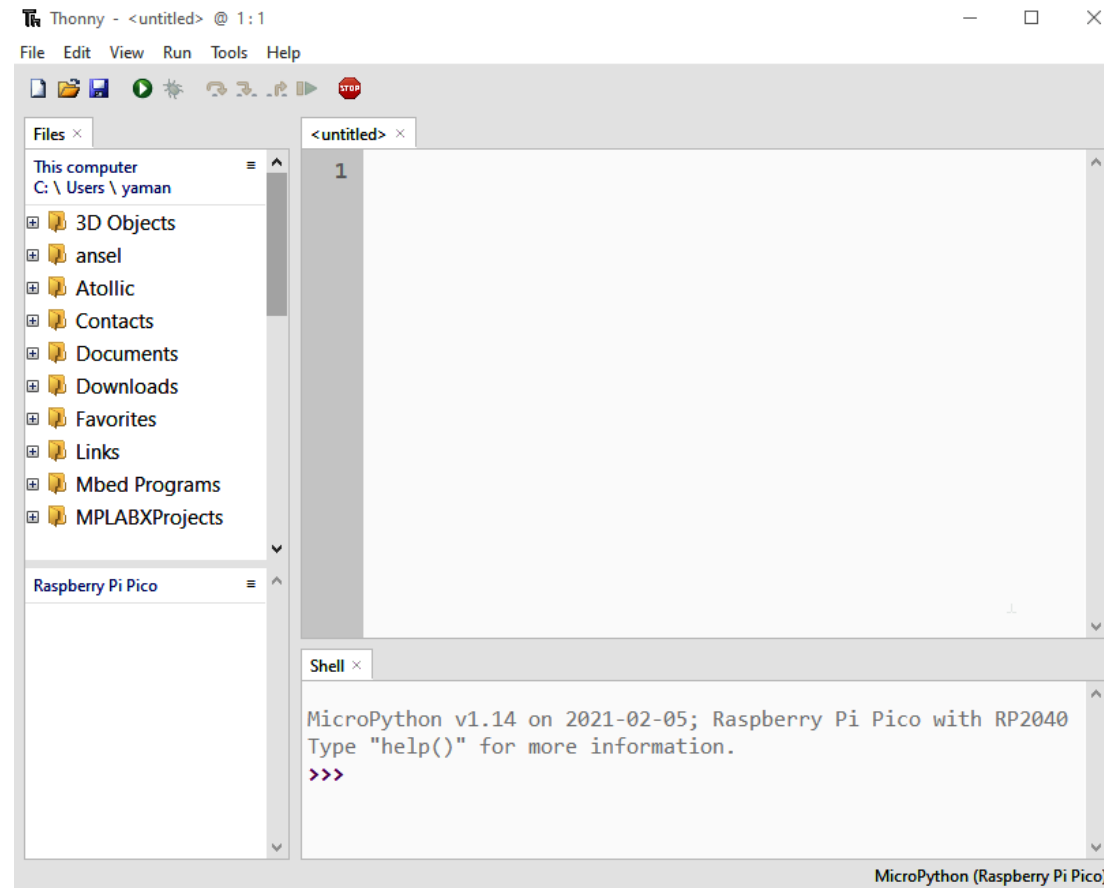 Thonny - <untitled> @ 1:1
File Edit View Run Tools Help
STOP
Files
This computer
C: \ Users \ yaman
3D Objects
ansel
Atollic
Contacts
Documents
Downloads
Favorites
Links
Mbed Programs
MPLABXProjects
Raspberry Pi Pico
<untitled>
1
Shell
MicroPython v1.14 on 2021-02-05; Raspberry Pi Pico with RP2040
Type "help()" for more information.
>>>
MicroPython (Raspberry Pi Pico)